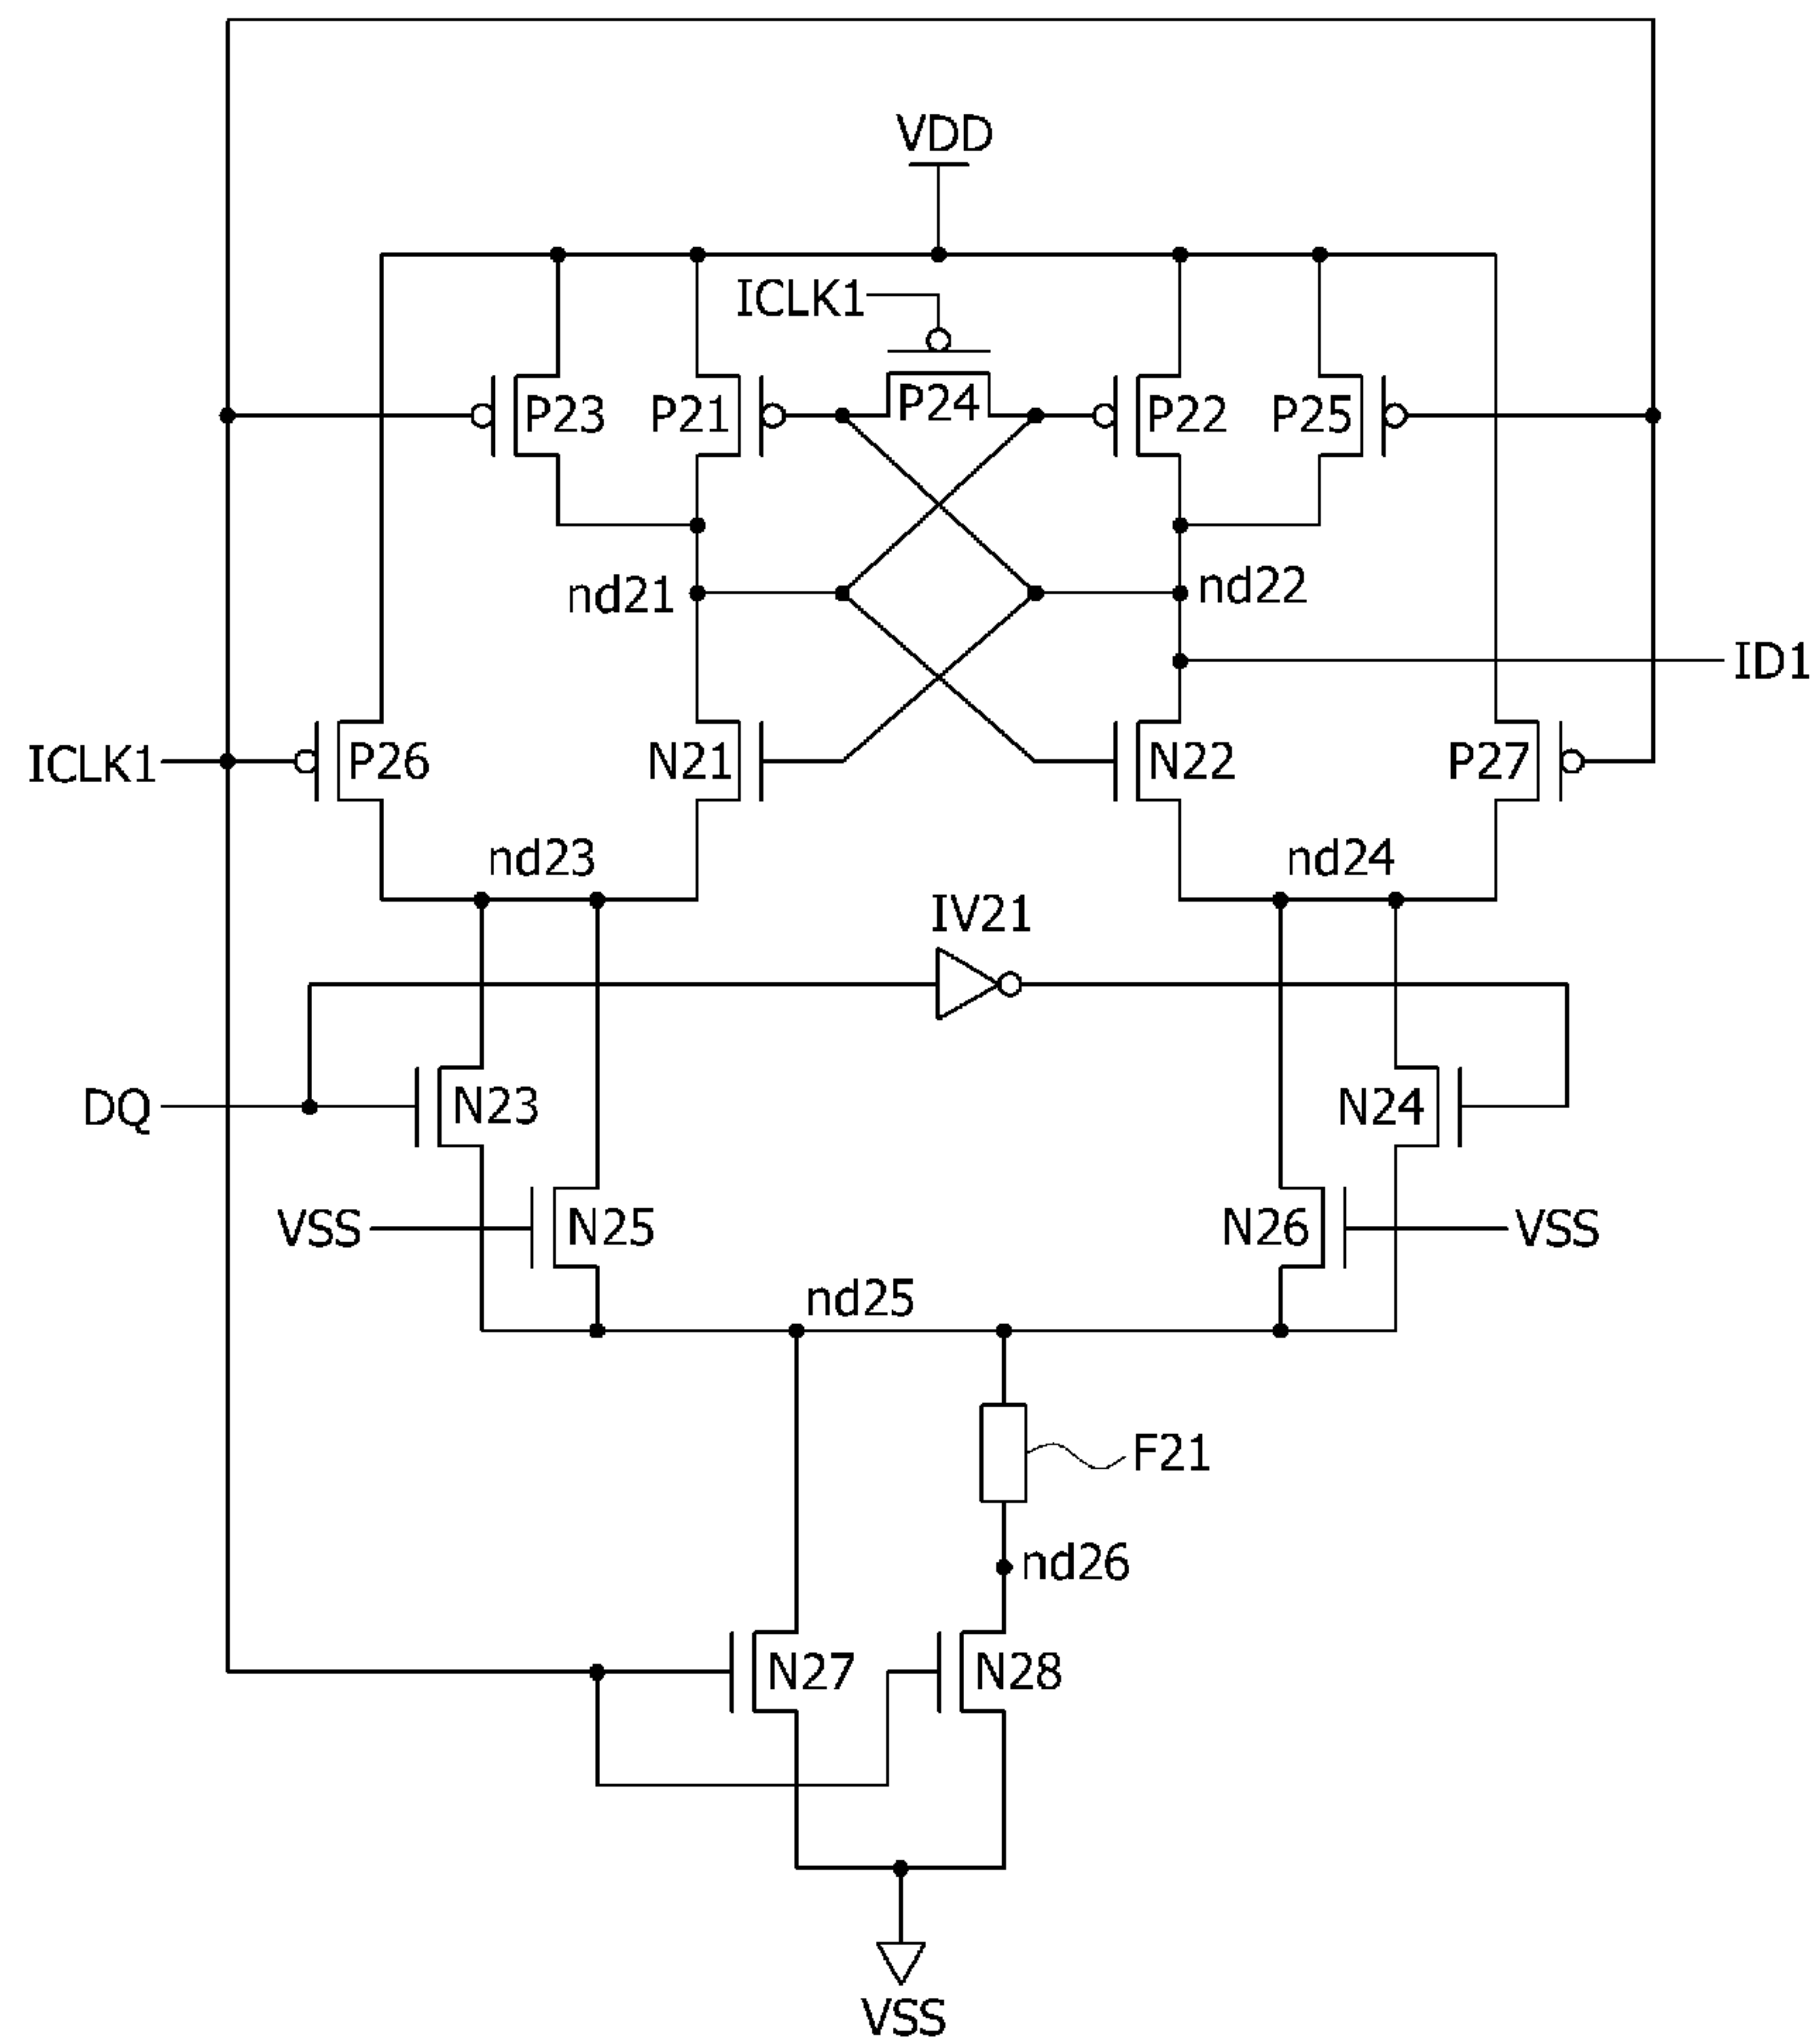 VDD
ICLK1
P23
P21
P24
P22
P25
nd21
nd22
ID1
ICLK1
P26
N21
N22
P27
nd23
nd24
IV21
DQ
N23
N24
VSS
N25
N26
VSS
nd25
F21
nd26
N27
N28
VSS